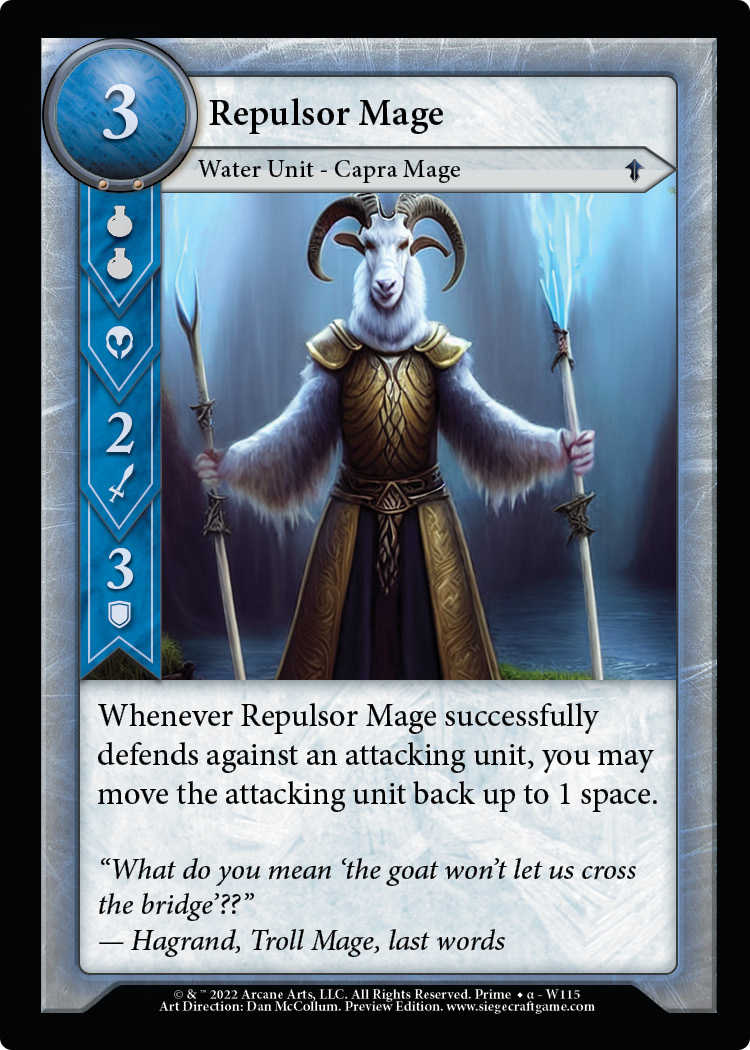 3
Repulsor Mage
Water Unit - Capra Mage
2
3
Whenever Repulsor Mage successfully
defends against an attacking unit, you may
move the attacking unit back up to 1 space.
“What do you mean ‘the goat won’t let us cross
the bridge’??”
— Hagrand, Troll Mage, last words
© & ™ 2022 Arcane Arts, LLC. All Rights Reserved. Prime ⬥ α - W115
Art Direction: Dan McCollum. Preview Edition. www.siegecraftgame.com